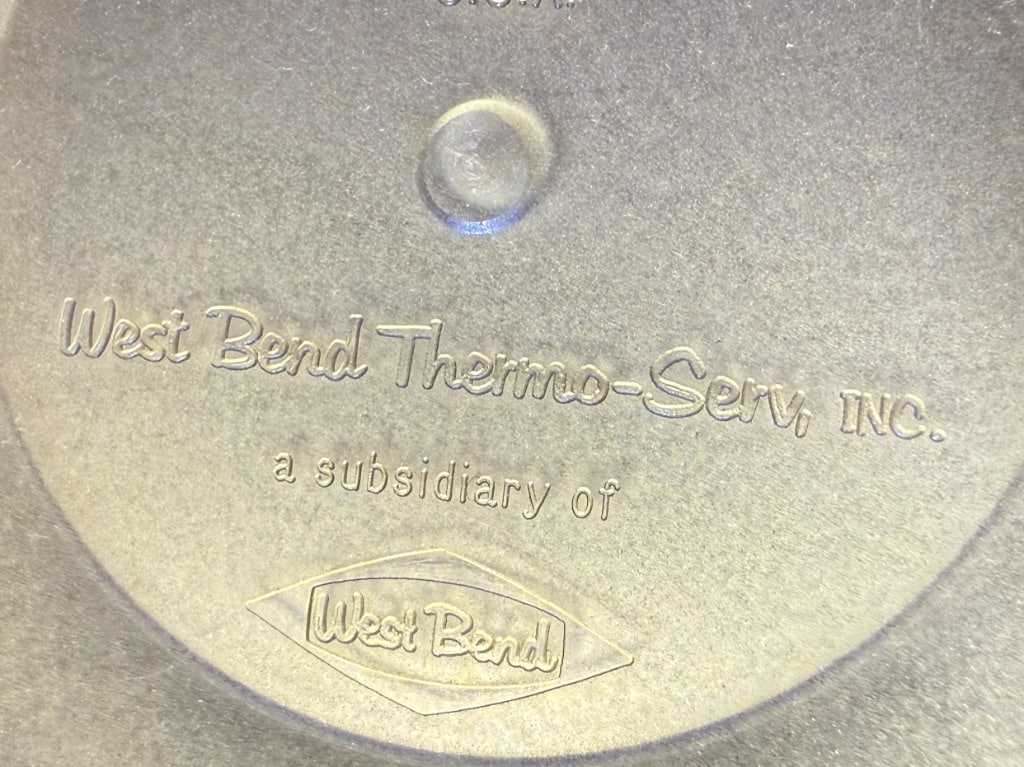 U.S.A.
West Bend Thermo-Serv, INC.
a subsidiary of
West Bend